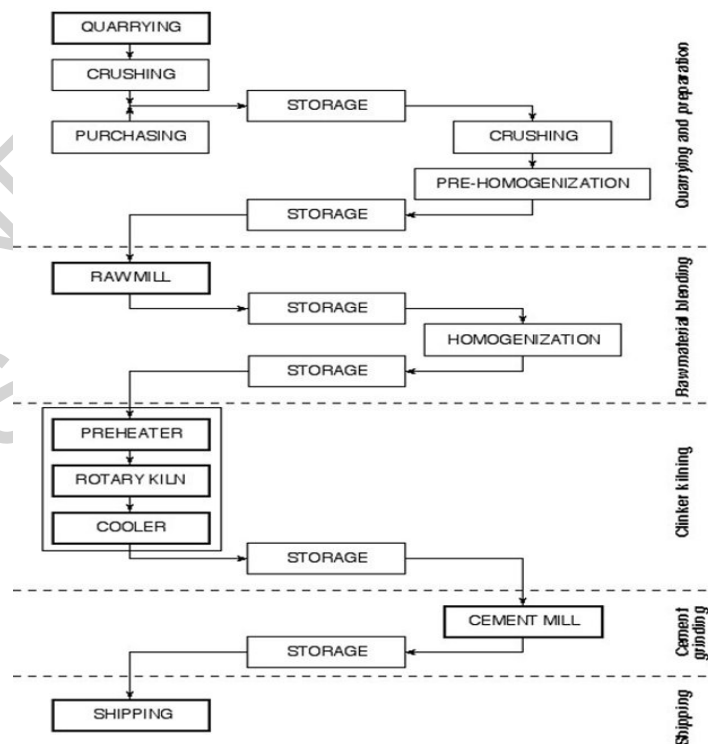 QUARRYING
CRUSHING
STORAGE
PURCHASING
CRUSHING
PRE-HOMOGENIZATION
STORAGE
Quarrying and preparation
RAWMILL
STORAGE
HOMOGENIZATION
STORAGE
Rawmaterial blending
PREHEATER
ROTARY KILN
COOLER
STORAGE
Clinker kilning
CEMENT MILL
STORAGE
Cement
grinding
SHIPPING
Shipping